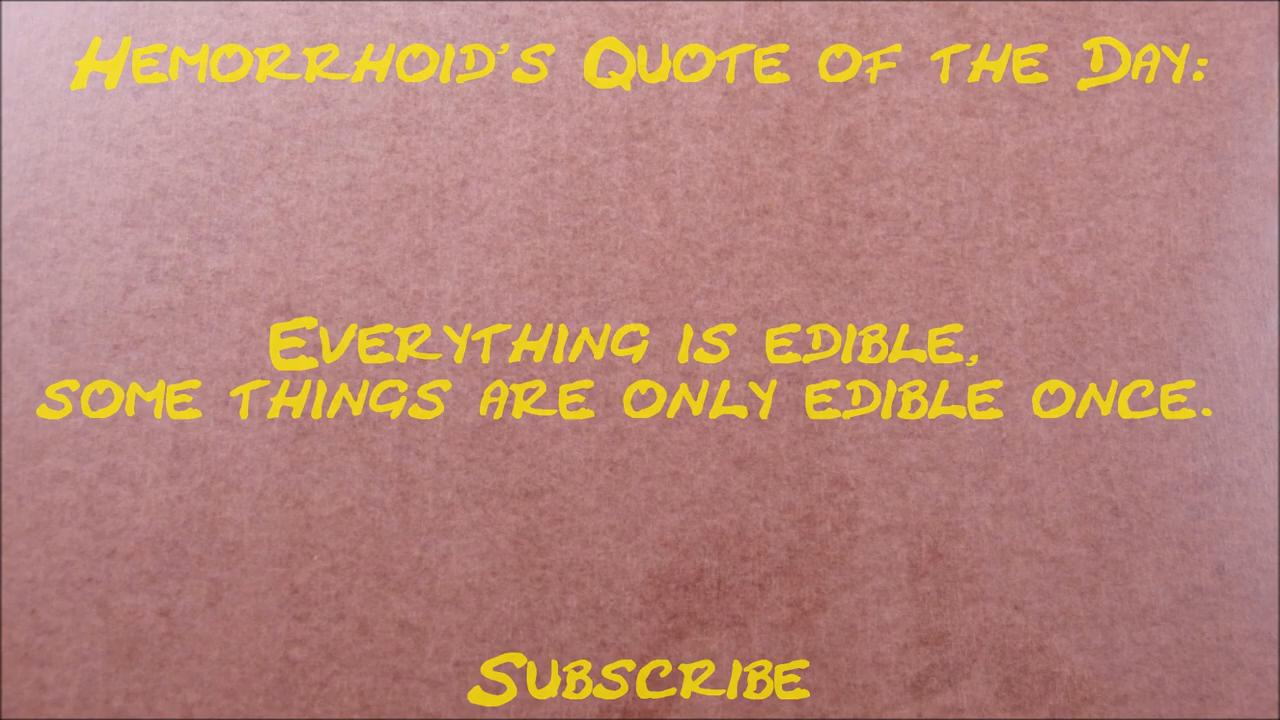 Hemorrhoid's Quote of the Day:
Everything is edible,
some things are only edible once.
Subscribe